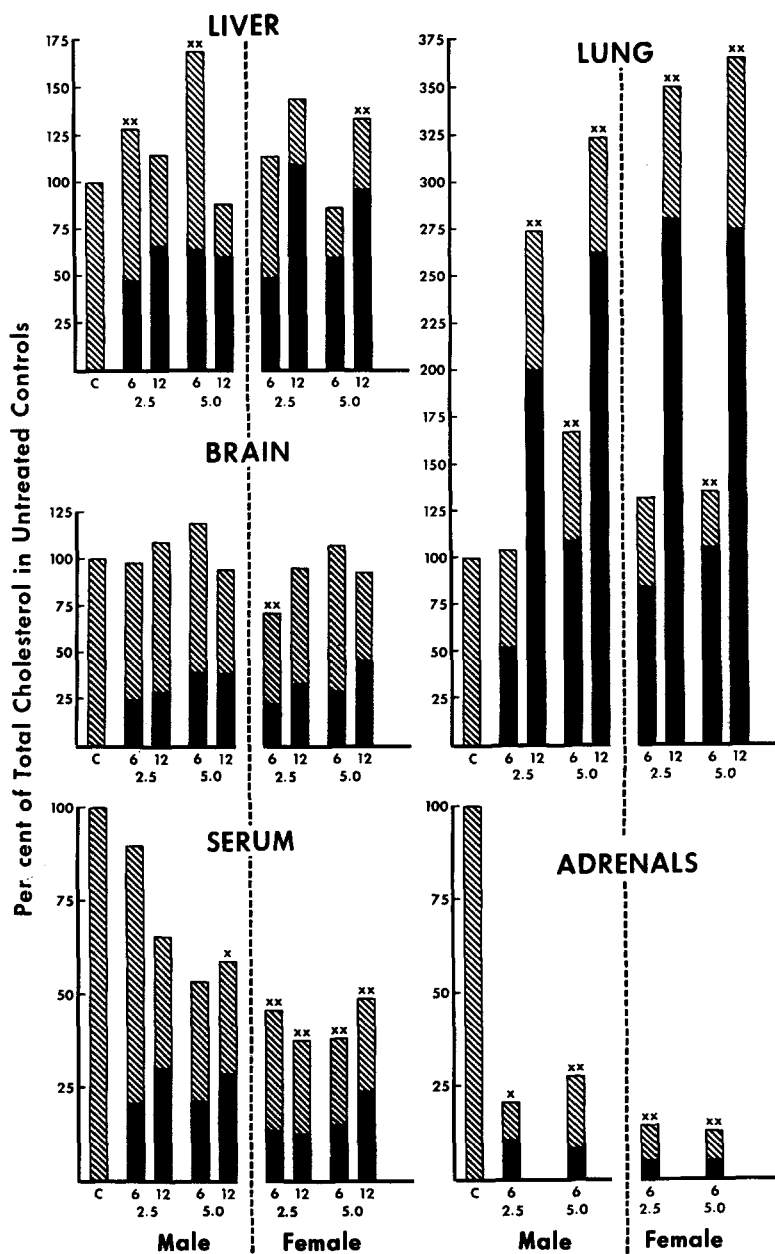 Per cent of Total Cholesterol in Untreated Controls
LIVER
175
150
125
100
75
50
25
xx
xx
xx
C 6 12 6 12 6 12 6 12
2.5 5.0 2.5 5.0
BRAIN
125
100
75
50
25
xx
C 6 12 6 12 6 12 6 12
2.5 5.0 2.5 5.0
SERUM
100
75
50
25
x
xx xx xx xx
C 6 12 6 12 6 12 6 12
2.5 5.0 2.5 5.0
Male Female
LUNG
375
350
325
300
275
250
225
200
175
150
125
100
75
50
25
xx
xx
xx
xx
xx
xx
C 6 12 6 12 6 12 6 12
2.5 5.0 2.5 5.0
ADRENALS
100
75
50
25
x
xx
xx
xx
C 6 6 6 6
2.5 5.0 2.5 5.0
Male Female